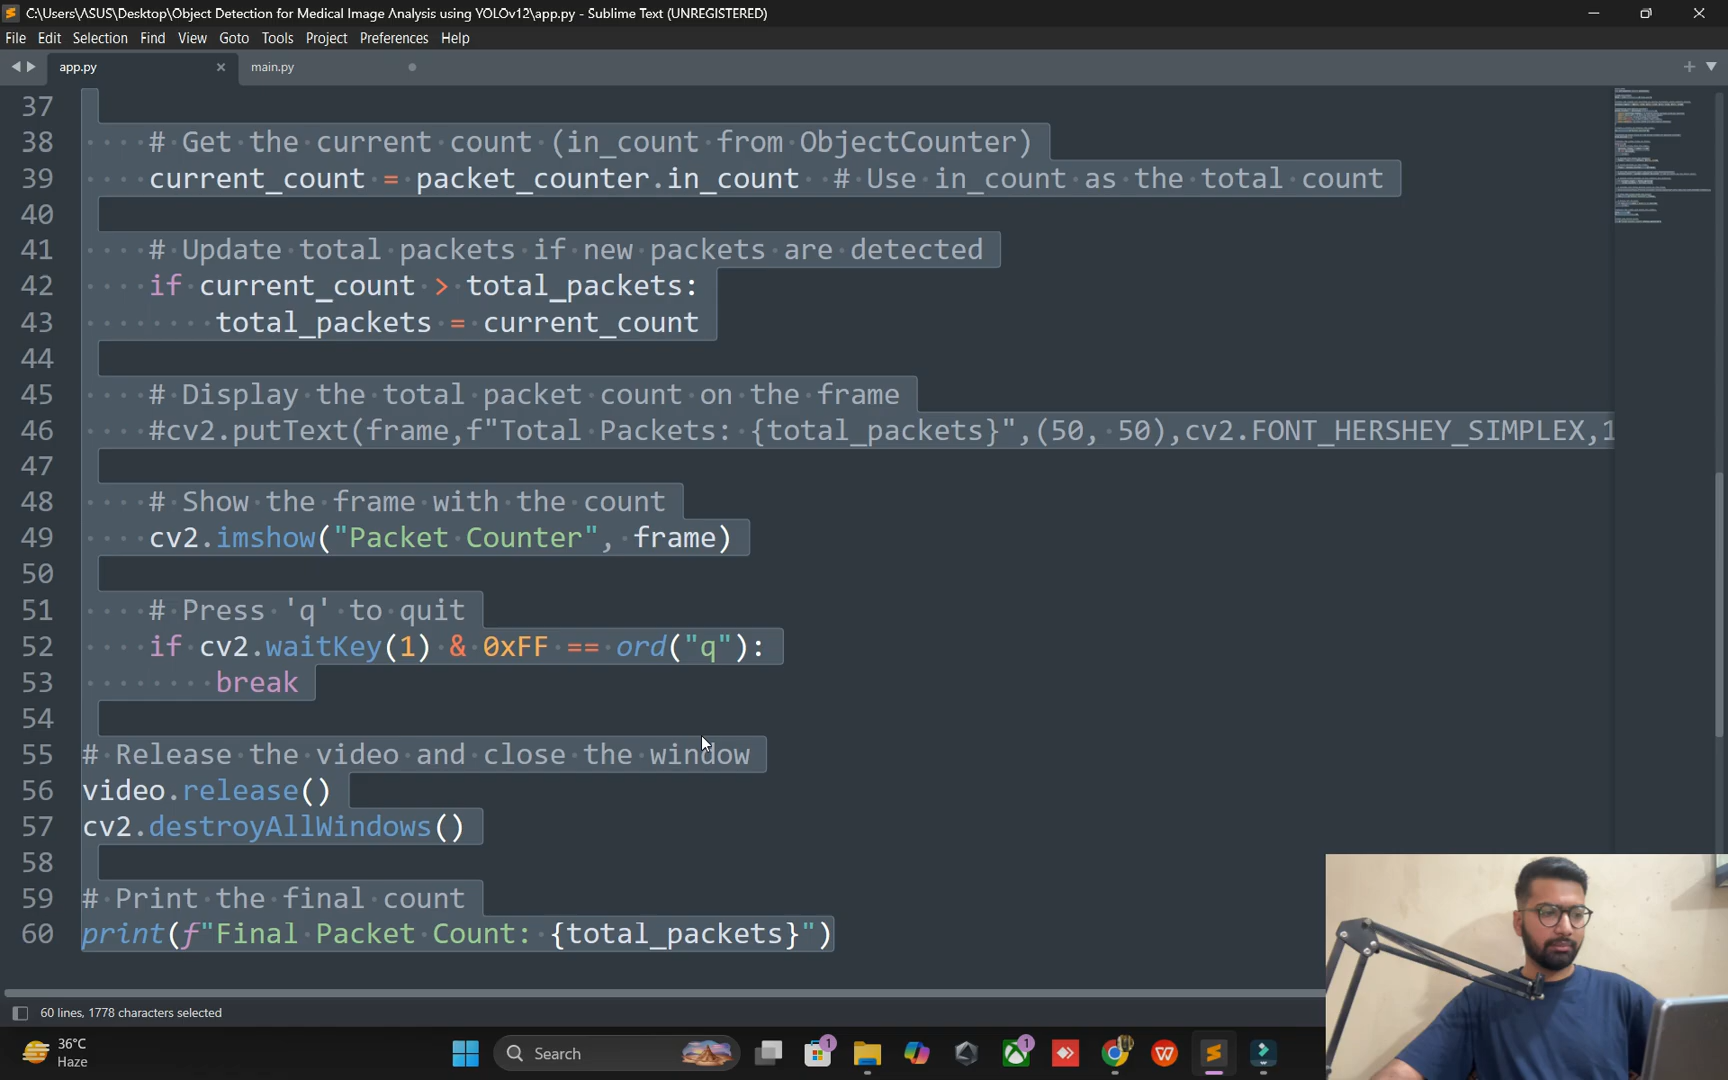 C:\Users\ASUS\Desktop\Object Detection for Medical Image Analysis using YOLOv12\app.py - Sublime Text (UNREGISTERED)
File Edit Selection Find View Goto Tools Project Preferences Help
app.py main.py
37
38 # Get the current count (in_count from ObjectCounter)
39 current_count = packet_counter.in_count # Use in_count as the total count
40
41 # Update total packets if new packets are detected
42 if current_count > total_packets:
43 total_packets = current_count
44
45 # Display the total packet count on the frame
46 #cv2.putText(frame,f"Total Packets: {total_packets}",(50, 50),cv2.FONT_HERSHEY_SIMPLEX,1
47
48 # Show the frame with the count
49 cv2.imshow("Packet Counter", frame)
50
51 # Press 'q' to quit
52 if cv2.waitKey(1) & 0xFF == ord("q"):
53 break
54
55 # Release the video and close the window
56 video.release()
57 cv2.destroyAllWindows()
58
59 # Print the final count
60 print(f"Final Packet Count: {total_packets}")
60 lines, 1778 characters selected
36°C
Haze
Search
1
1